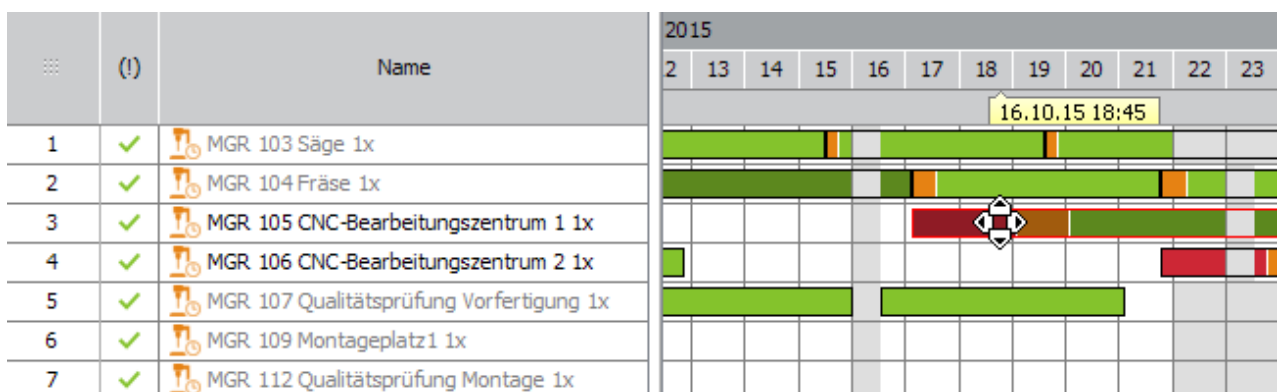 2015
(!) Name 2 13 14 15 16 17 18 19 20 21 22 23
16.10.15 18:45
1 MGR 103 Säge 1x
2 MGR 104 Fräse 1x
3 MGR 105 CNC-Bearbeitungszentrum 1 1x
4 MGR 106 CNC-Bearbeitungszentrum 2 1x
5 MGR 107 Qualitätsprüfung Vorfertigung 1x
6 MGR 109 Montageplatz1 1x
7 MGR 112 Qualitätsprüfung Montage 1x